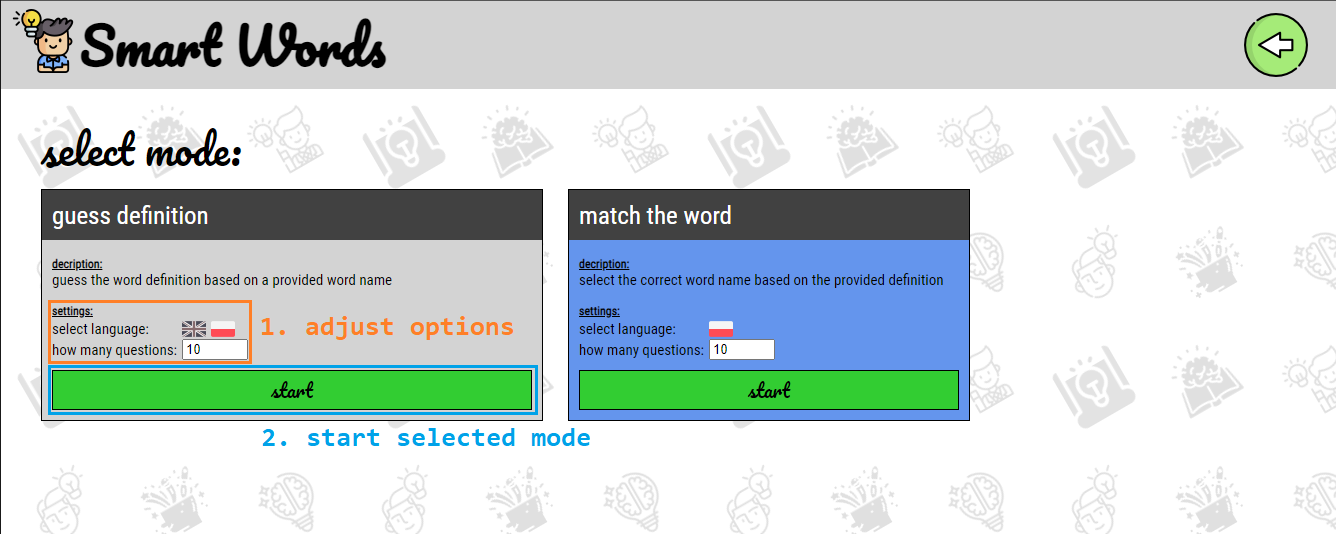 Smart Words
select mode:
guess definition
decription:
guess the word definition based on a provided word name
settings:
select language:
how many questions: 10
1. adjust options
start
2. start selected mode
match the word
decription:
select the correct word name based on the provided definition
settings:
select language:
how many questions: 10
start